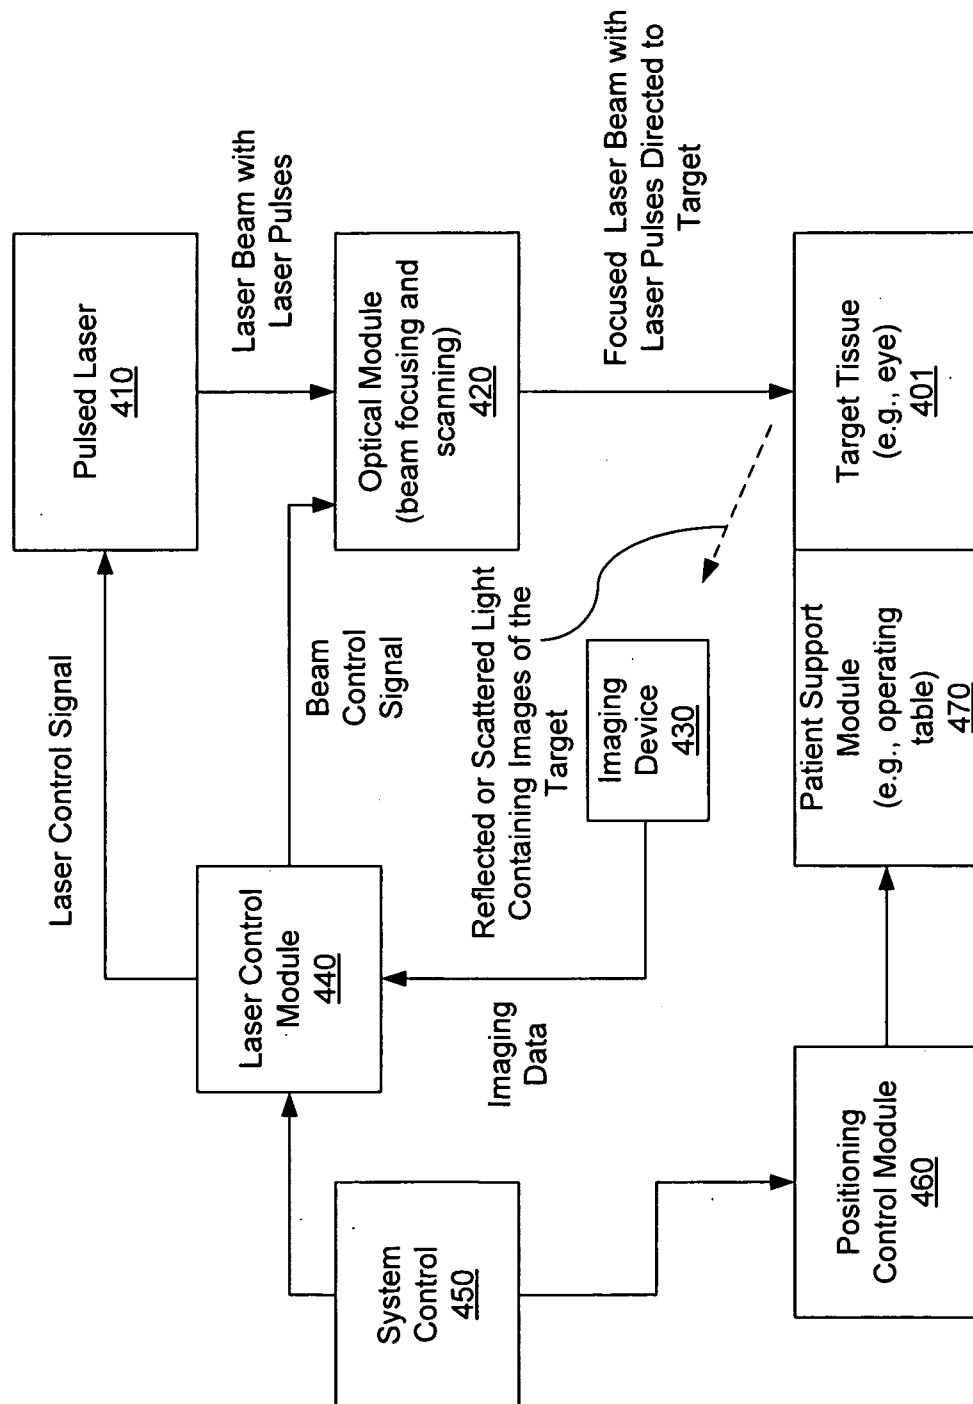 Pulsed Laser
410
Laser Control Signal
Laser Beam with
Laser Pulses
Laser Control
Module
440
Beam
Control
Signal
Optical Module
(beam focusing and
scanning)
420
System
Control
450
Imaging
Data
Reflected or Scattered Light
Containing Images of the
Target
Imaging
Device
430
Focused Laser Beam with
Laser Pulses Directed to
Target
Positioning
Control Module
460
Patient Support
Module
(e.g., operating
table)
470
Target Tissue
(e.g., eye)
401